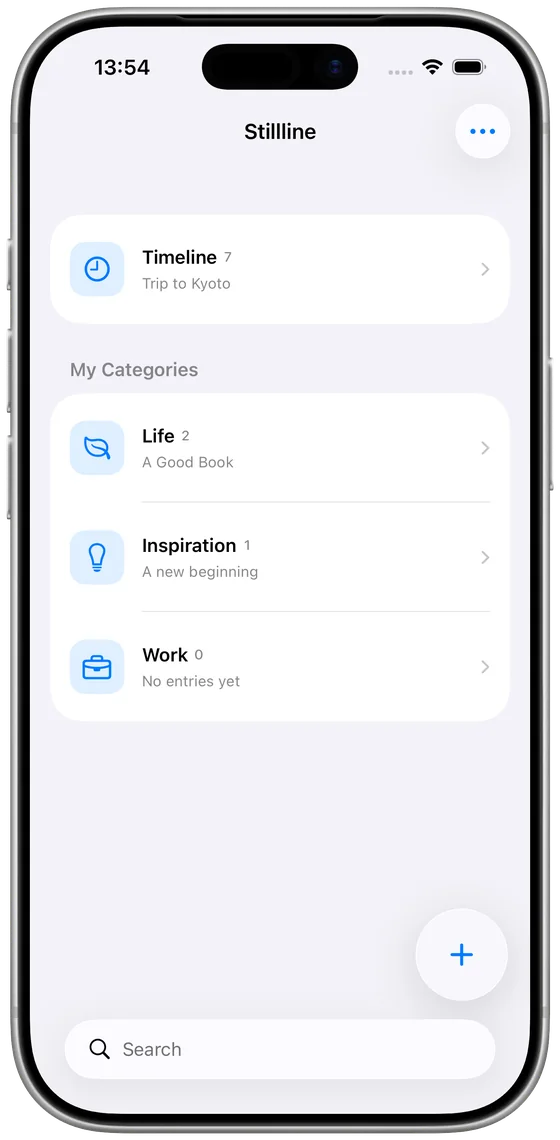 13:54
Stillline
Timeline 7
Trip to Kyoto
My Categories
Life 2
A Good Book
Inspiration 1
A new beginning
Work 0
No entries yet
Search